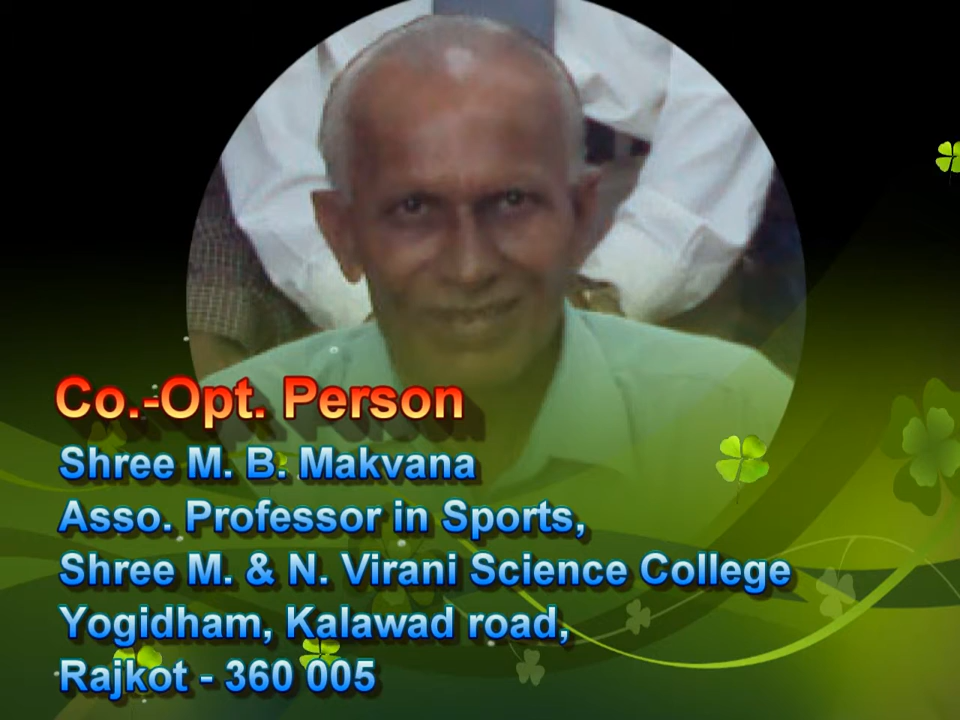 Co.-Opt. Person
Shree M. B. Makvana
Asso. Professor in Sports,
Shree M. & N. Virani Science College
Yogidham, Kalawad road,
Rajkot - 360 005